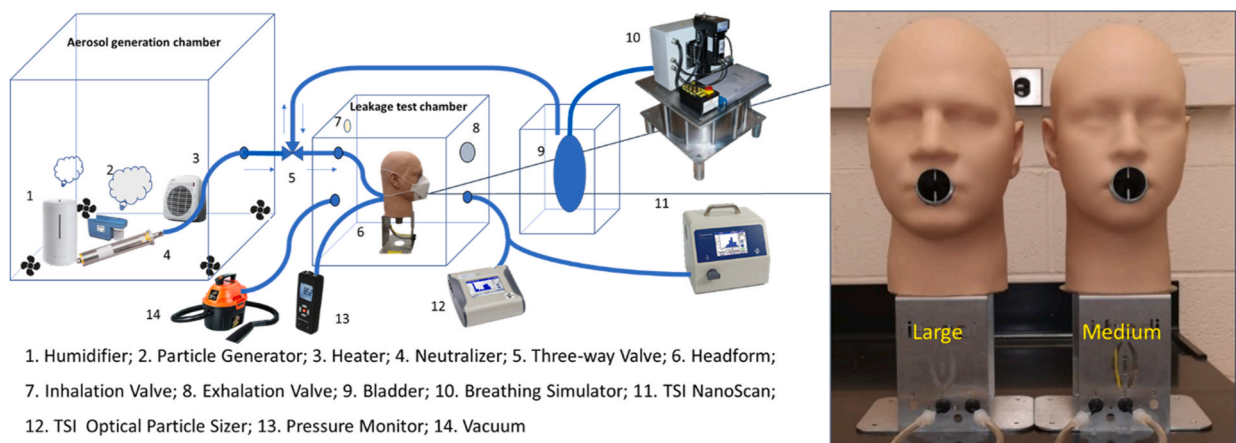 Aerosol generation chamber
Leakage test chamber
1
2
3
4
5
6
7
8
9
10
11
12
13
14
Large
Medium
1. Humidifier; 2. Particle Generator; 3. Heater; 4. Neutralizer; 5. Three-way Valve; 6. Headform;
7. Inhalation Valve; 8. Exhalation Valve; 9. Bladder; 10. Breathing Simulator; 11. TSI NanoScan;
12. TSI Optical Particle Sizer; 13. Pressure Monitor; 14. Vacuum